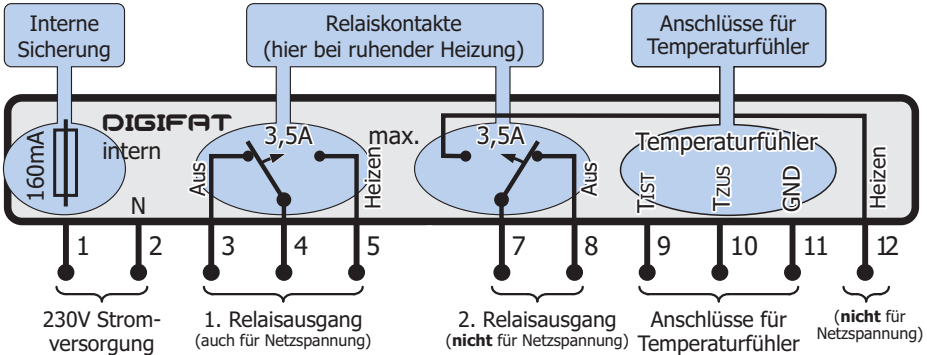 Interne
Sicherung
Relaiskontakte
(hier bei ruhender Heizung)
Anschlüsse für
Temperaturfühler
DIGIFAT
intern
160mA
N
3,5A
max.
3,5A
Aus
Heizen
Aus
Temperaturfühler
TIST
TZUS
GND
Heizen
1
2
3
4
5
7
8
9
10
11
12
230V Strom-
versorgung
1. Relaisausgang
(auch für Netzspannung)
2. Relaisausgang
(nicht für Netzspannung)
Anschlüsse für
Temperaturfühler
(nicht für
Netzspannung)